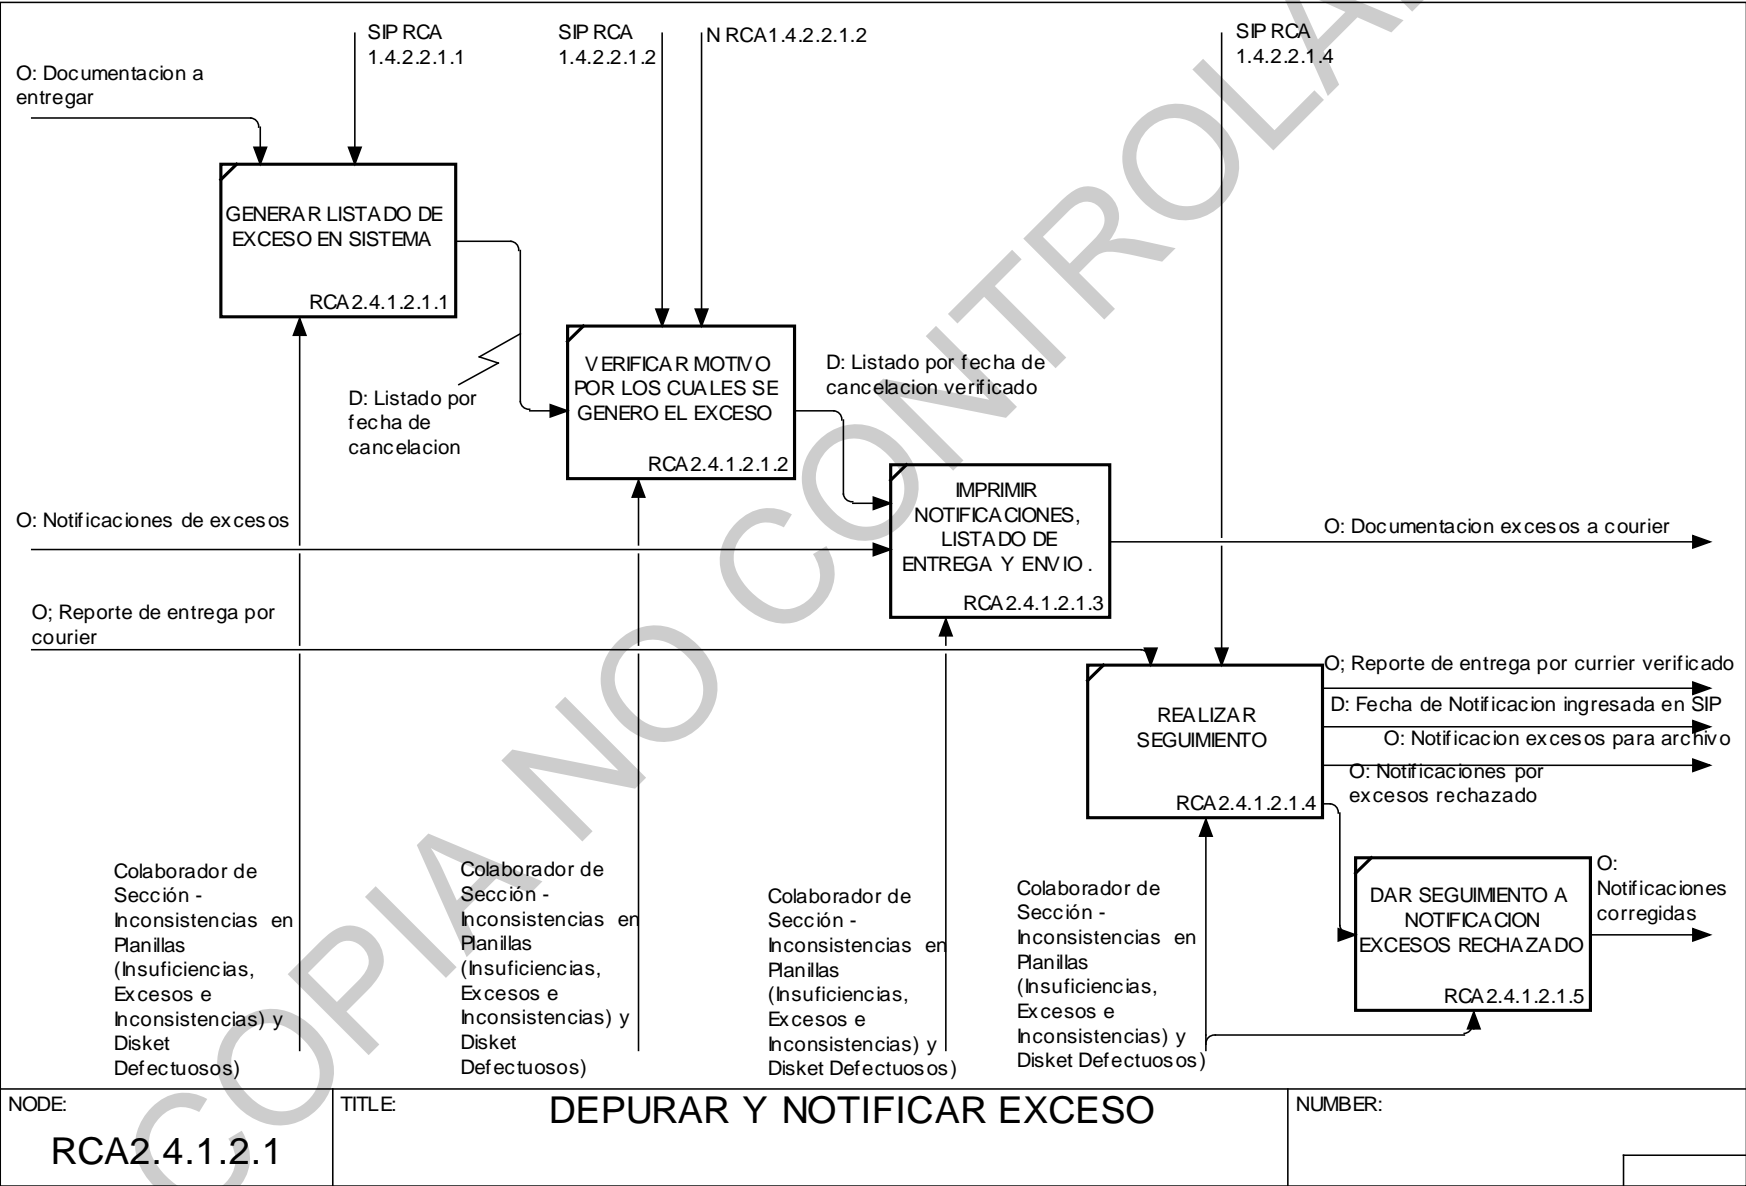 SIP RCA
1.4.2.2.1.1
SIP RCA
1.4.2.2.1.2
N RCA1.4.2.2.1.2
SIP RCA
1.4.2.2.1.4
O: Documentacion a
entregar
GENERAR LISTADO DE
EXCESO EN SISTEMA
RCA2.4.1.2.1.1
D: Listado por
fecha de
cancelacion
VERIFICAR MOTIVO
POR LOS CUALES SE
GENERO EL EXCESO
RCA2.4.1.2.1.2
D: Listado por fecha de
cancelacion verificado
O: Notificaciones de excesos
IMPRIMIR
NOTIFICACIONES,
LISTADO DE
ENTREGA Y ENVIO.
RCA2.4.1.2.1.3
O: Documentacion excesos a courier
O; Reporte de entrega por
courier
REALIZAR
SEGUIMIENTO
RCA2.4.1.2.1.4
O; Reporte de entrega por currier verificado
D: Fecha de Notificacion ingresada en SIP
O: Notificacion excesos para archivo
O: Notificaciones por
excesos rechazado
DAR SEGUIMIENTO A
NOTIFICACION
EXCESOS RECHAZADO
RCA2.4.1.2.1.5
O:
Notificaciones
corregidas
Colaborador de
Sección -
Inconsistencias en
Planillas
(Insuficiencias,
Excesos e
Inconsistencias) y
Disket
Defectuosos)
Colaborador de
Sección -
Inconsistencias en
Planillas
(Insuficiencias,
Excesos e
Inconsistencias) y
Disket
Defectuosos)
Colaborador de
Sección -
Inconsistencias en
Planillas
(Insuficiencias,
Excesos e
Inconsistencias) y
Disket Defectuosos)
Colaborador de
Sección -
Inconsistencias en
Planillas
(Insuficiencias,
Excesos e
Inconsistencias) y
Disket Defectuosos)
COPIA NO CONTROLA
NODE:
RCA2.4.1.2.1
TITLE:
DEPURAR Y NOTIFICAR EXCESO
NUMBER: